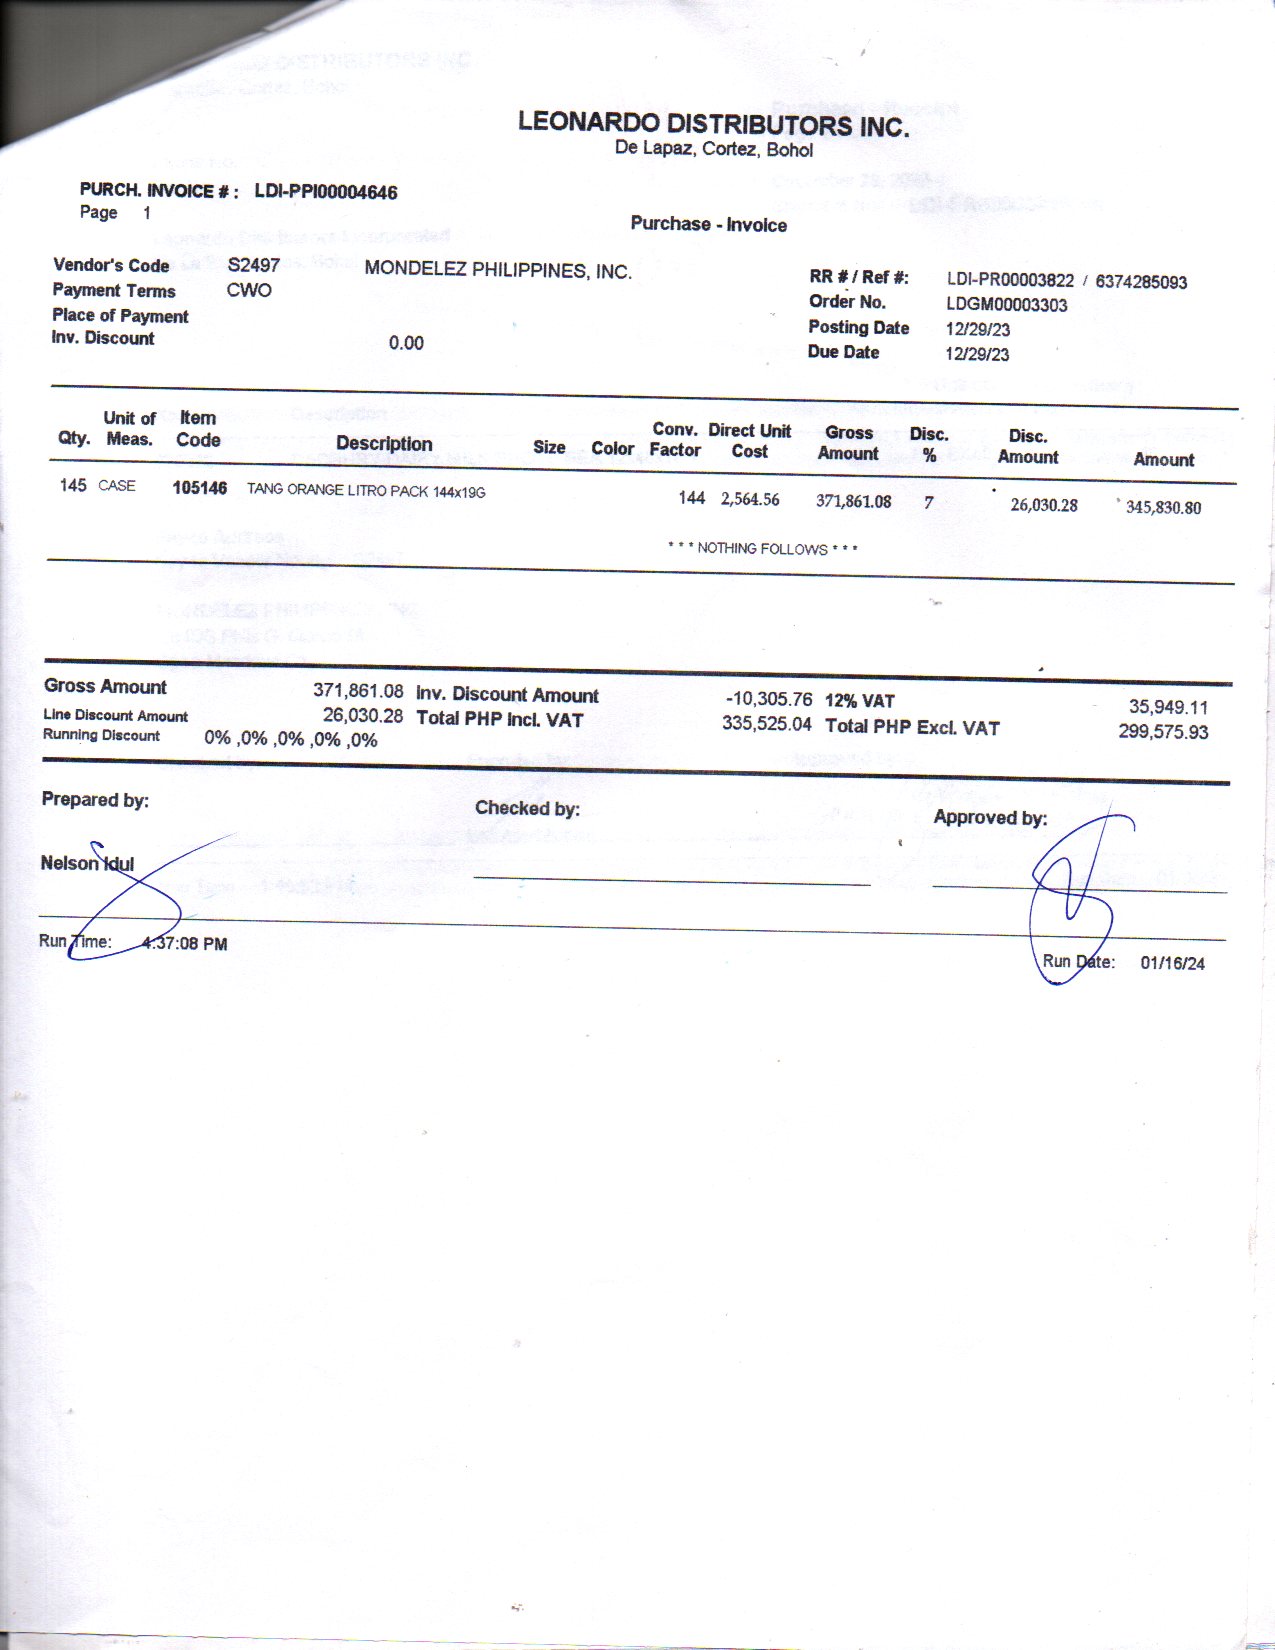 LEONARDO DISTRIBUTORS INC.
De Lapaz, Cortez, Bohol
PURCH. INVOICE # : LDI-PPI00004646
Page 1
Purchase - Invoice
Vendor's Code S2497 MONDELEZ PHILIPPINES, INC. RR # / Ref #: LDI-PR00003822 / 6374285093
Payment Terms CWO Order No. LDGM00003303
Place of Payment Posting Date 12/29/23
Inv. Discount 0.00 Due Date 12/29/23
Qty. Unit of Meas. Item Code Description Size Color Conv. Factor Direct Unit Cost Gross Amount Disc. % Disc. Amount Amount
145 CASE 105146 TANG ORANGE LITRO PACK 144x19G 144 2,564.56 371,861.08 7 26,030.28 345,830.80
* * * NOTHING FOLLOWS * * *
Gross Amount 371,861.08 Inv. Discount Amount -10,305.76 12% VAT 35,949.11
Line Discount Amount 26,030.28 Total PHP Incl. VAT 335,525.04 Total PHP Excl. VAT 299,575.93
Running Discount 0% ,0% ,0% ,0% ,0%
Prepared by: Checked by: Approved by:
Nelson Idul
Run Time: 4:37:08 PM Run Date: 01/16/24